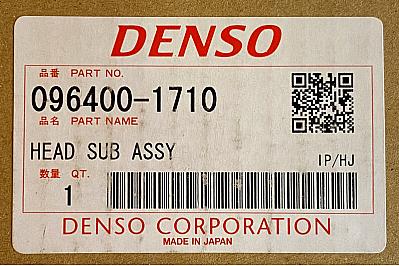 DENSO
品番 PART NO.
096400-1710
品名 PART NAME
HEAD SUB ASSY
IP/HJ
数量 QT.
1
DENSO CORPORATION
MADE IN JAPAN